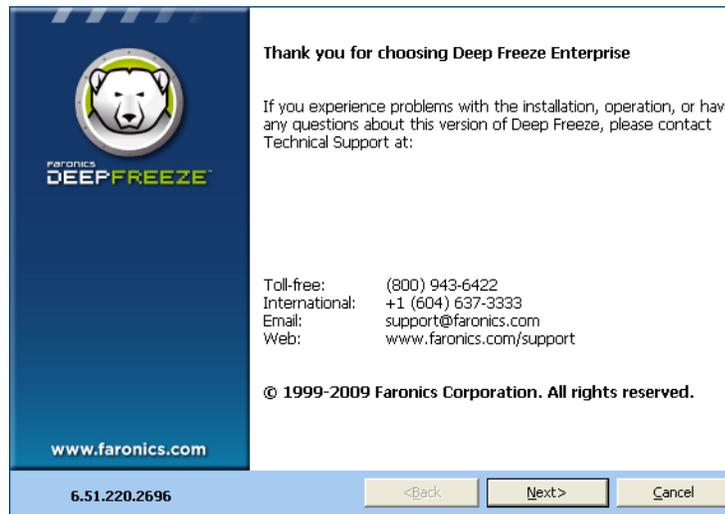 Thank you for choosing Deep Freeze Enterprise
If you experience problems with the installation, operation, or hav
any questions about this version of Deep Freeze, please contact
Technical Support at:
FARONICS
DEEPFREEZE™
Toll-free: (800) 943-6422
International: +1 (604) 637-3333
Email: support@faronics.com
Web: www.faronics.com/support
© 1999-2009 Faronics Corporation. All rights reserved.
www.faronics.com
6.51.220.2696
<Back
Next>
Cancel